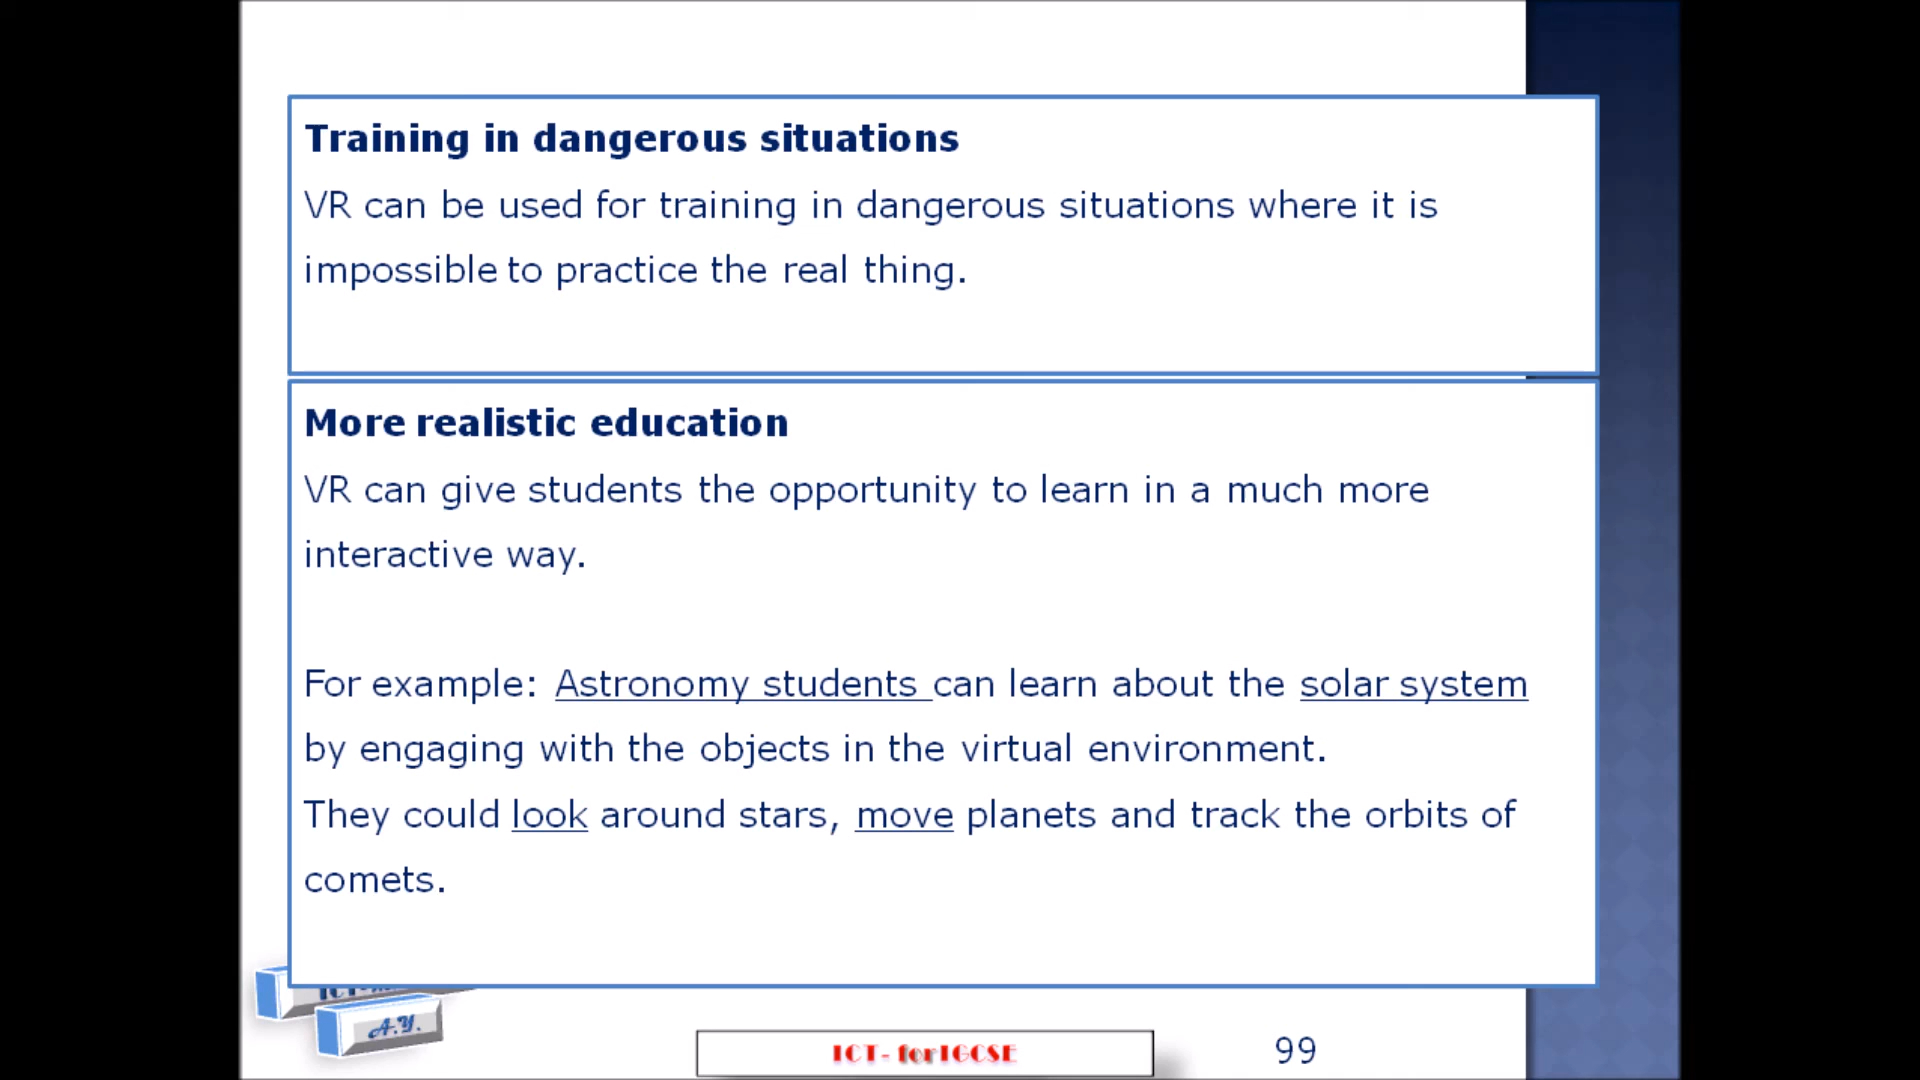 Training in dangerous situations
VR can be used for training in dangerous situations where it is
impossible to practice the real thing.
More realistic education
VR can give students the opportunity to learn in a much more
interactive way.
For example: Astronomy students can learn about the solar system
by engaging with the objects in the virtual environment.
They could look around stars, move planets and track the orbits of
comets.
A.Y.
ICT- for IGCSE
99